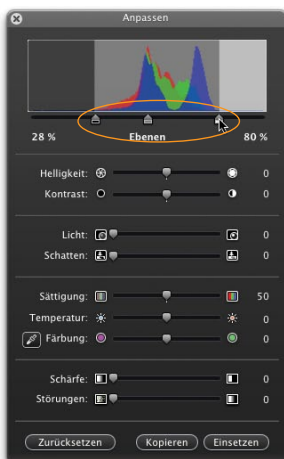 Anpassen
28 % Ebenen 80 %
Helligkeit: 0
Kontrast: 0
Licht: 0
Schatten: 0
Sättigung: 50
Temperatur: 0
Färbung: 0
Schärfe: 0
Störungen: 0
Zurücksetzen Kopieren Einsetzen